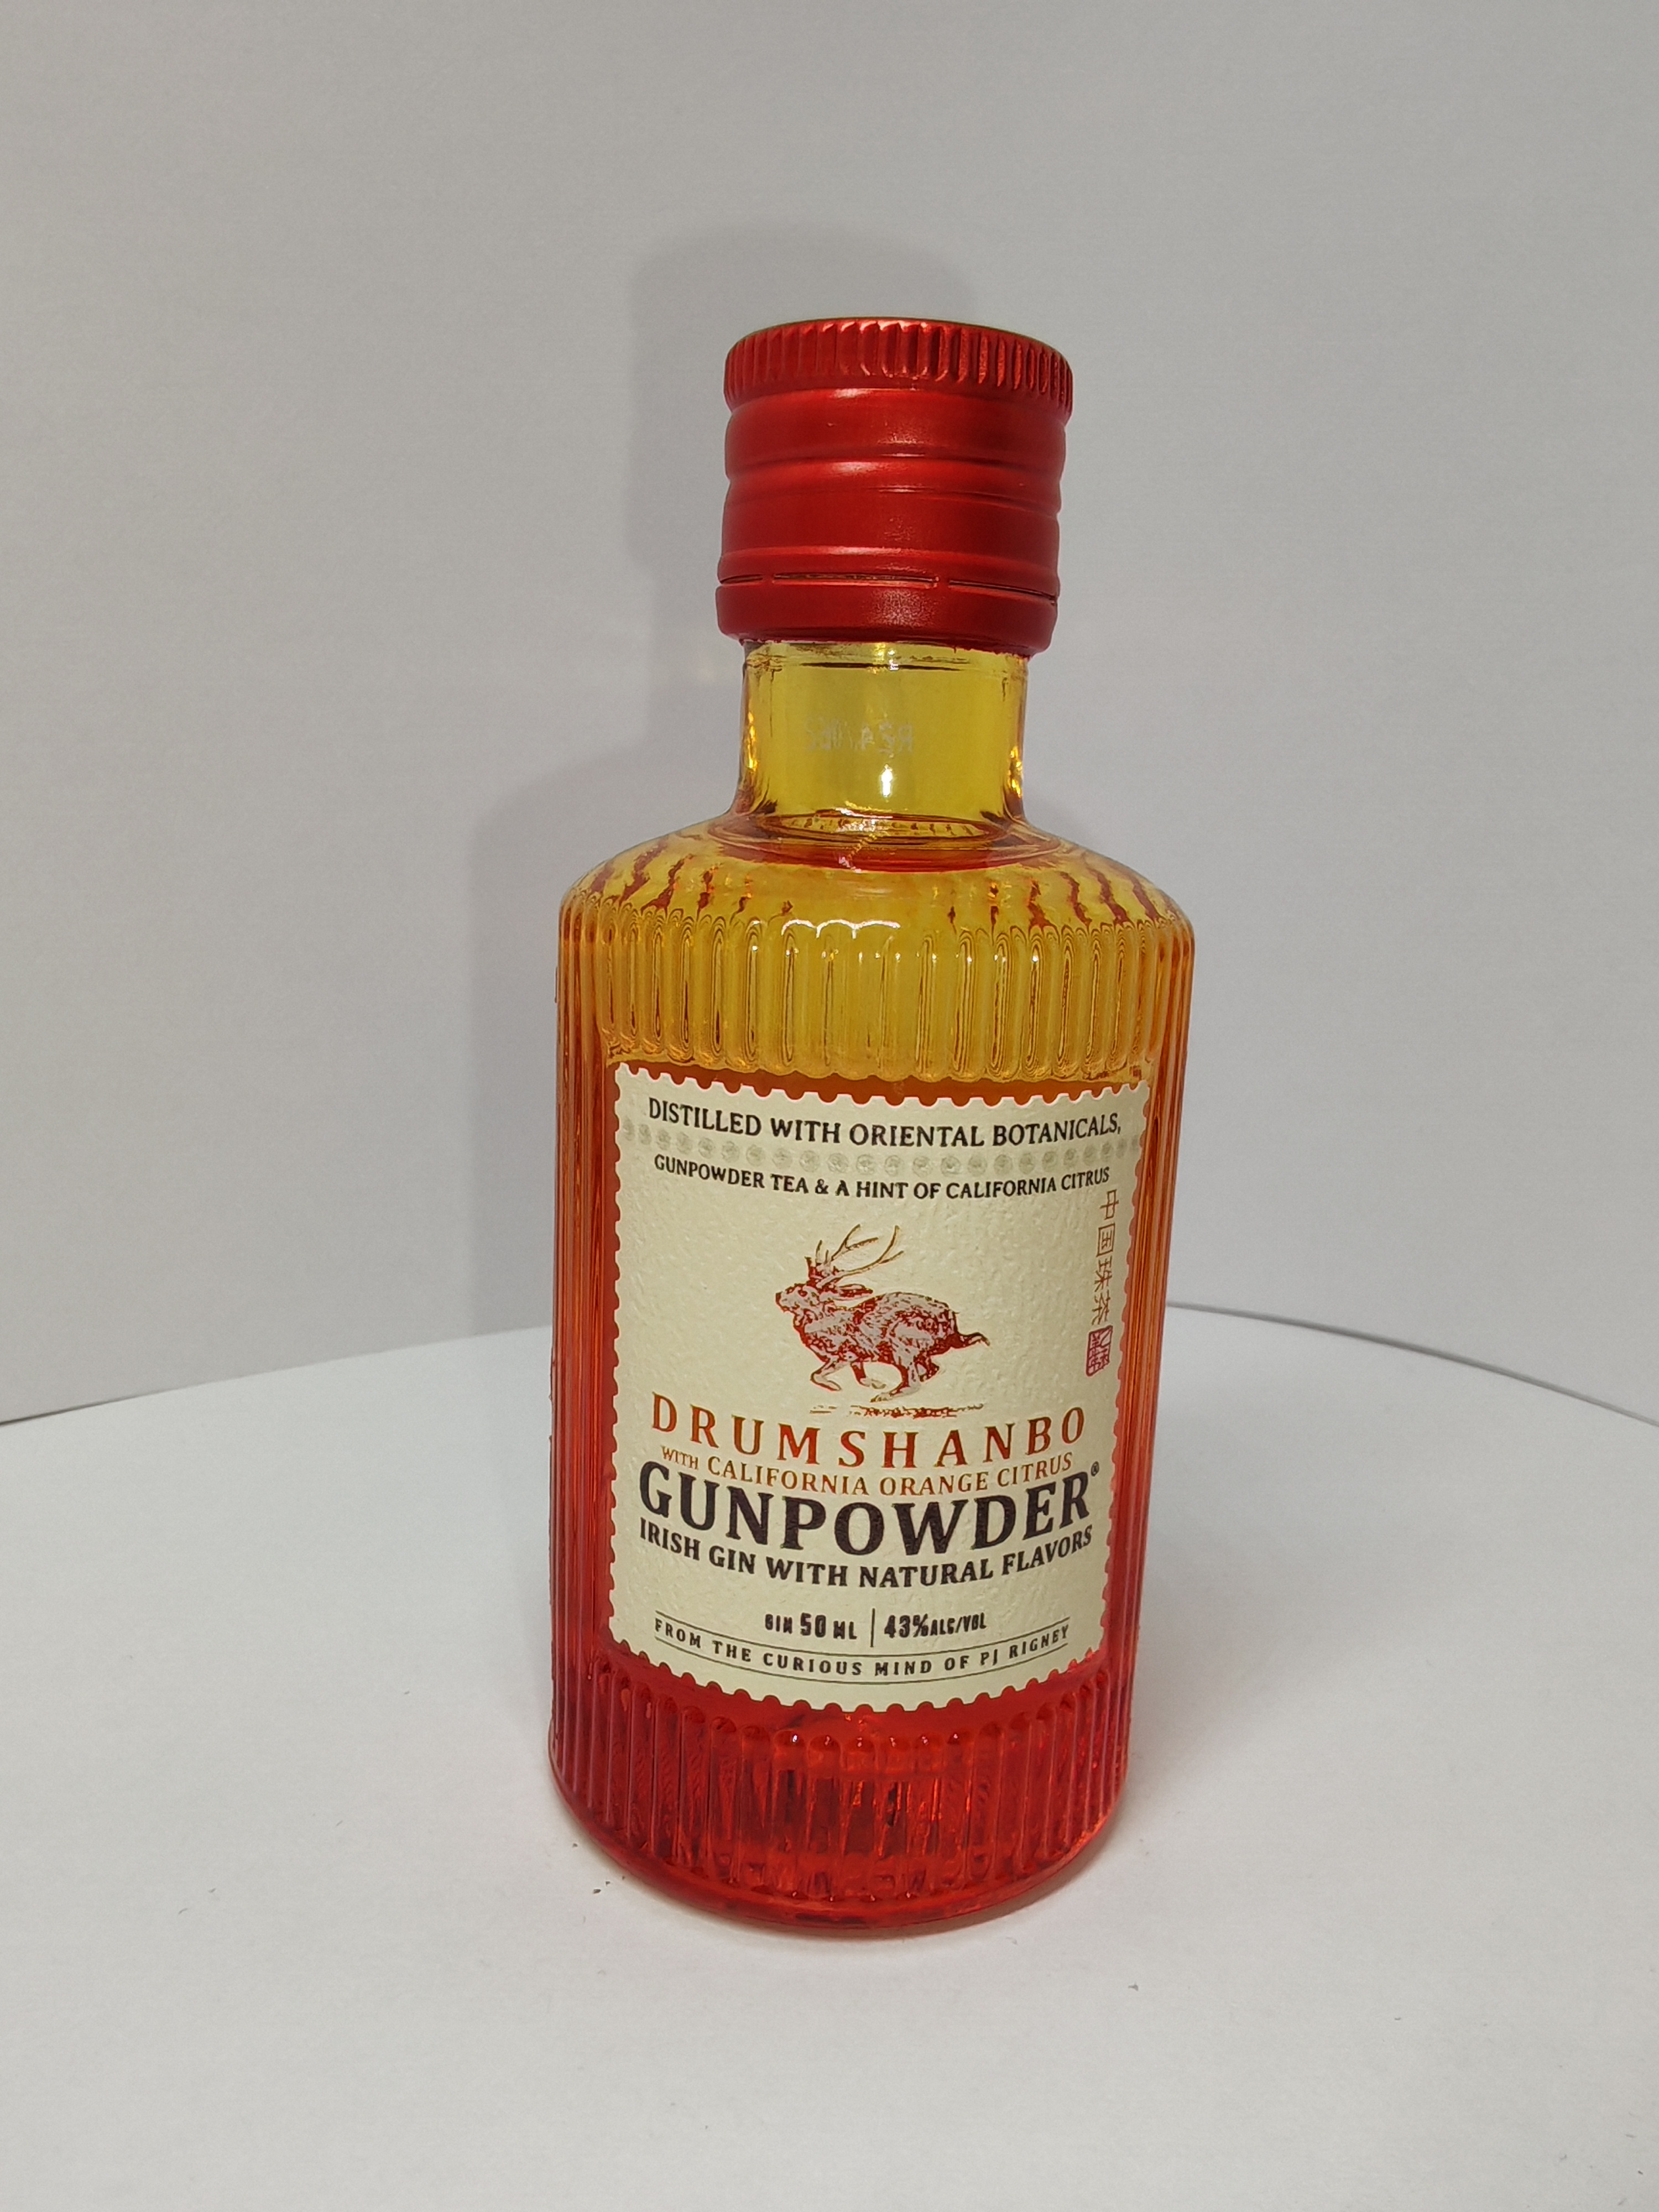 DISTILLED WITH ORIENTAL BOTANICALS,
GUNPOWDER TEA & A HINT OF CALIFORNIA CITRUS
中国珠茶
DRUMSHANBO
WITH CALIFORNIA ORANGE CITRUS
GUNPOWDER®
IRISH GIN WITH NATURAL FLAVORS
GIN 50 ML | 43% ALC/VOL
FROM THE CURIOUS MIND OF PJ RIGNEY